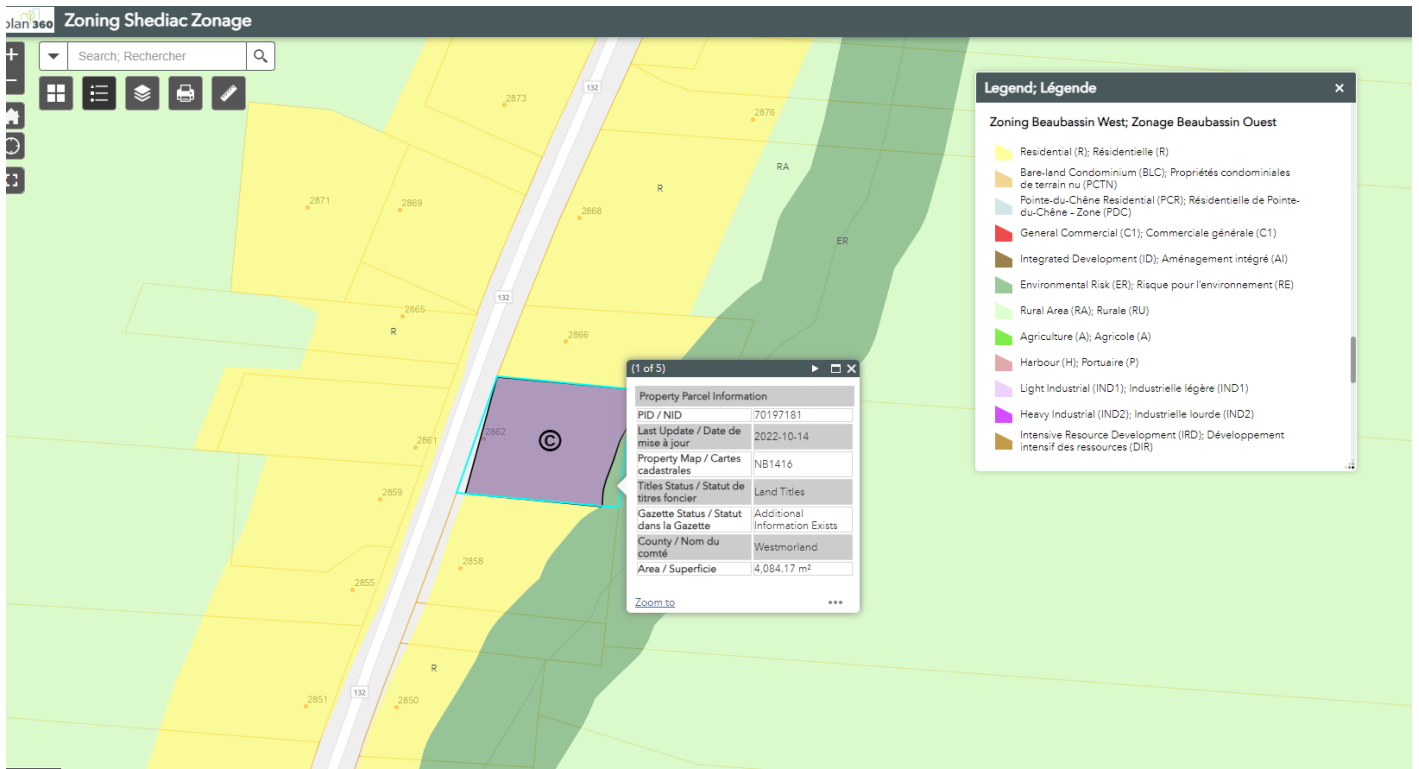 plan360 Zoning Shediac Zonage
Search; Rechercher
132
2873
2876
RA
R
2871
2869
2868
ER
132
2865
R
2866
2862
©
2861
2859
2858
2855
R
132
2851
2850
(1 of 5)
Property Parcel Information
PID / NID 70197181
Last Update / Date de
mise à jour 2022-10-14
Property Map / Cartes
cadastrales NB1416
Titles Status / Statut de
titres foncier Land Titles
Gazette Status / Statut Additional
dans la Gazette Information Exists
County / Nom du
comté Westmorland
Area / Superficie 4,084.17 m²
Zoom to
Legend; Légende
Zoning Beaubassin West; Zonage Beaubassin Ouest
Residential (R); Résidentielle (R)
Bare-land Condominium (BLC); Propriétés condominiales
de terrain nu (PCTN)
Pointe-du-Chêne Residential (PCR); Résidentielle de Pointe-
du-Chêne – Zone (PDC)
General Commercial (C1); Commerciale générale (C1)
Integrated Development (ID); Aménagement intégré (AI)
Environmental Risk (ER); Risque pour l'environnement (RE)
Rural Area (RA); Rurale (RU)
Agriculture (A); Agricole (A)
Harbour (H); Portuaire (P)
Light Industrial (IND1); Industrielle légère (IND1)
Heavy Industrial (IND2); Industrielle lourde (IND2)
Intensive Resource Development (IRD); Développement
intensif des ressources (DIR)